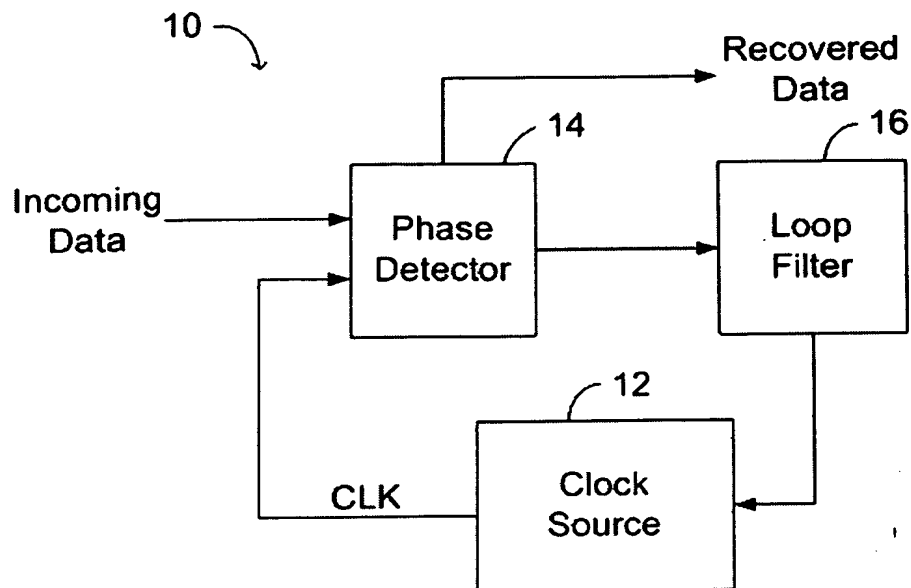 10
Recovered
Data
14
16
Incoming
Data
Phase
Detector
Loop
Filter
12
CLK
Clock
Source